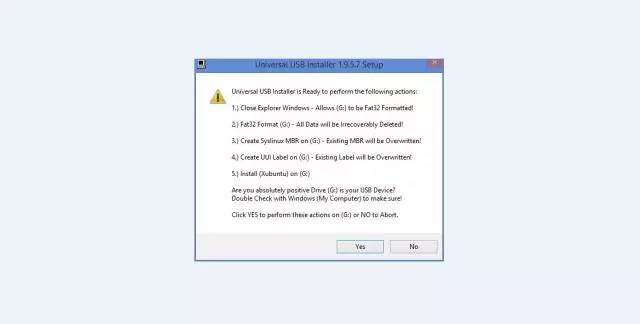 Universal USB Installer 1.9.5.7 Setup
Universal USB Installer is Ready to perform the following actions:
1.) Close Explorer Windows - Allows (G:) to be Fat32 Formatted!
2.) Fat32 Format (G:) - All Data will be Irrecoverably Deleted!
3.) Create Syslinux MBR on (G:) - Existing MBR will be Overwritten!
4.) Create UUI Label on (G:) - Existing Label will be Overwritten!
5.) Install (Xubuntu) on (G:)
Are you absolutely positive Drive (G:) is your USB Device?
Double Check with Windows (My Computer) to make sure!
Click YES to perform these actions on (G:) or NO to Abort.
Yes No